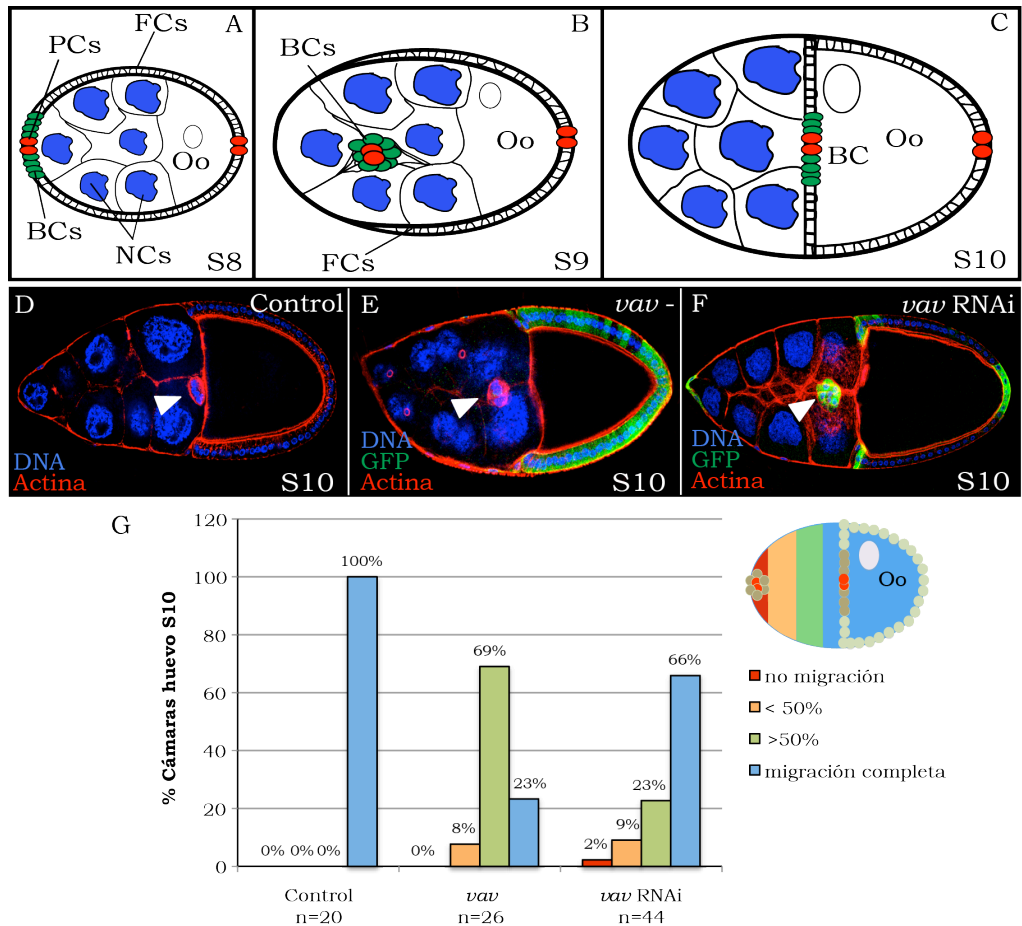 FCs
A
PCs
BCs
NCs
Oo
S8
B
BCs
Oo
FCs
S9
C
Oo
BC
S10
D
Control
DNA
Actina
S10
E
vav -
DNA
GFP
Actina
S10
F
vav RNAi
DNA
GFP
Actina
S10
G
% Cámaras huevo S10
120
100
80
60
40
20
0
0% 0% 0% 100%
0% 8% 69% 23%
2% 9% 23% 66%
Control
n=20
vav
n=26
vav RNAi
n=44
Oo
no migración
< 50%
>50%
migración completa